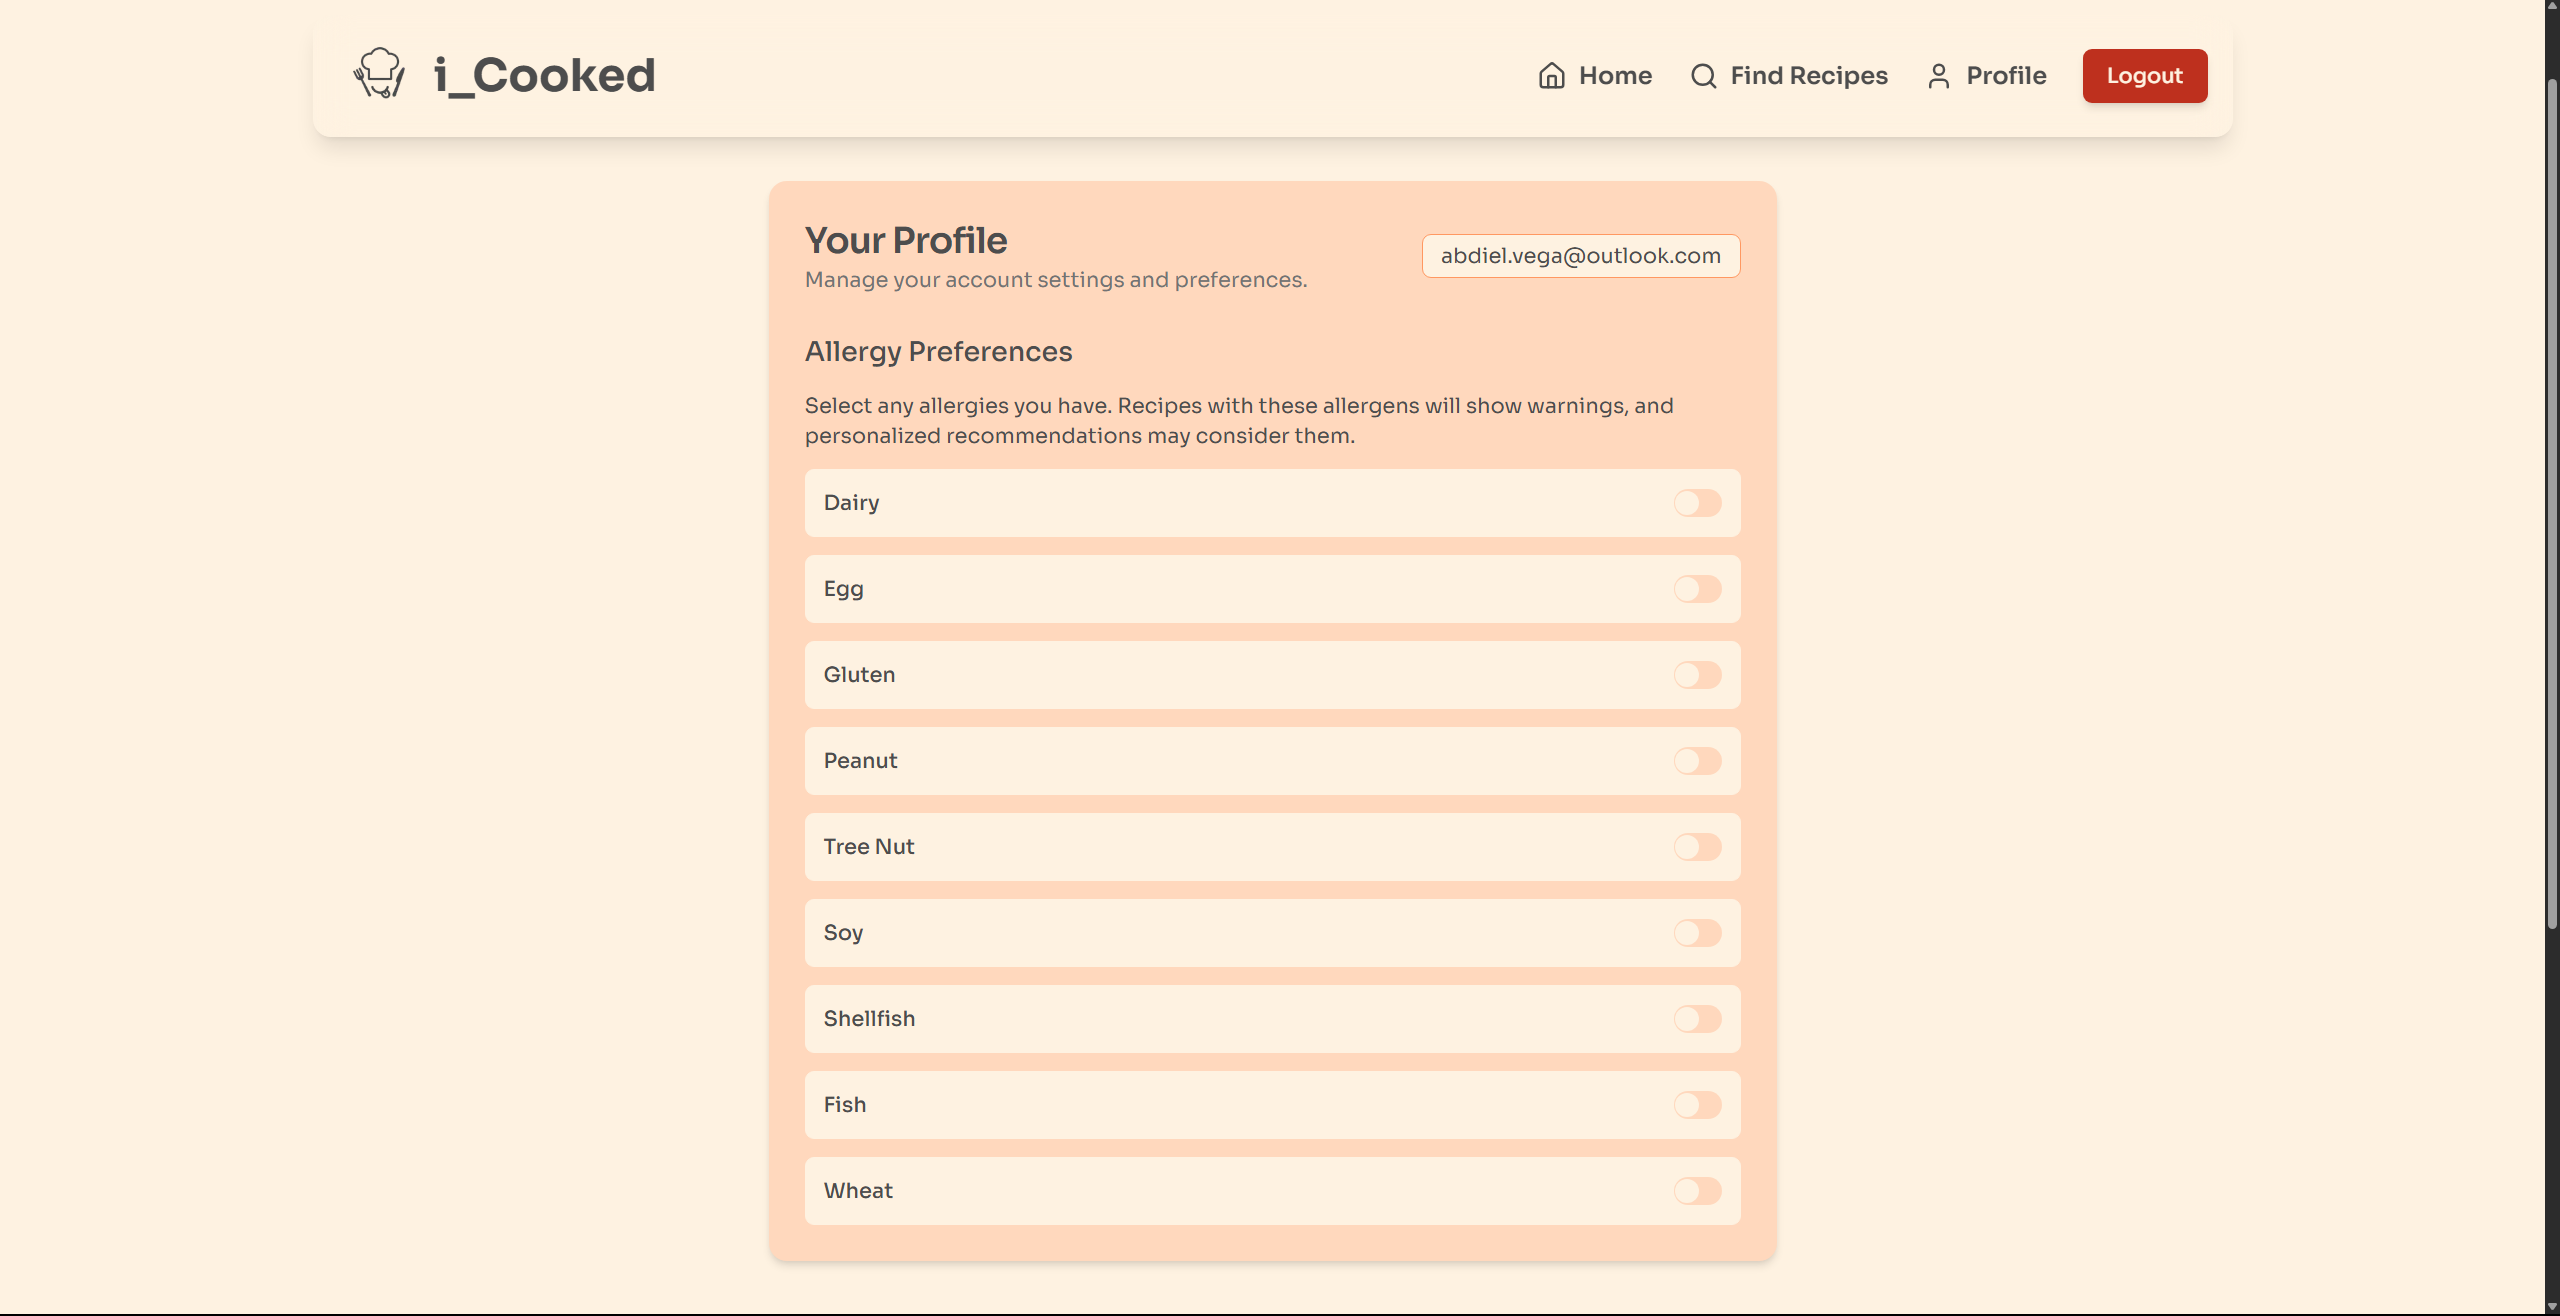 i_Cooked
Home
Find Recipes
Profile
Logout
Your Profile
abdiel.vega@outlook.com
Manage your account settings and preferences.
Allergy Preferences
Select any allergies you have. Recipes with these allergens will show warnings, and
personalized recommendations may consider them.
Dairy
Egg
Gluten
Peanut
Tree Nut
Soy
Shellfish
Fish
Wheat